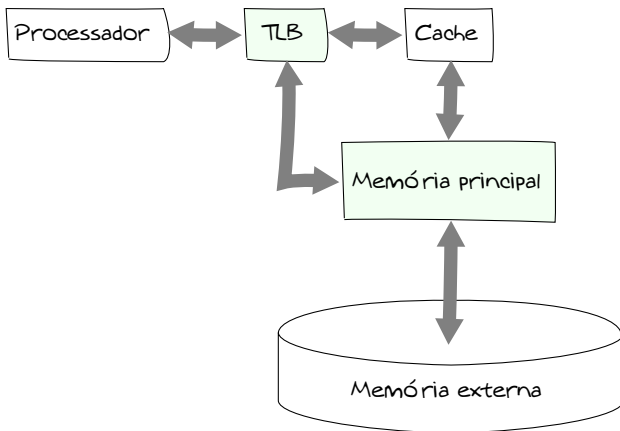 Processador
TLB
Cache
Memória principal
Memória externa